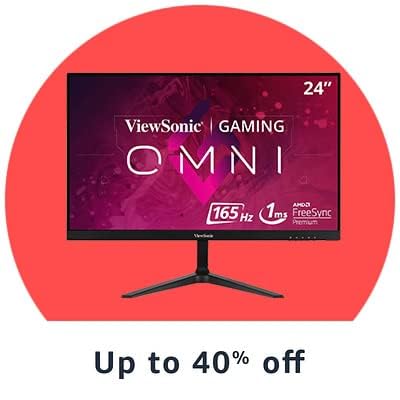 24”
ViewSonic | GAMING
OMNI
165 Hz 1ms AMD FreeSync Premium
ViewSonic
Up to 40% off